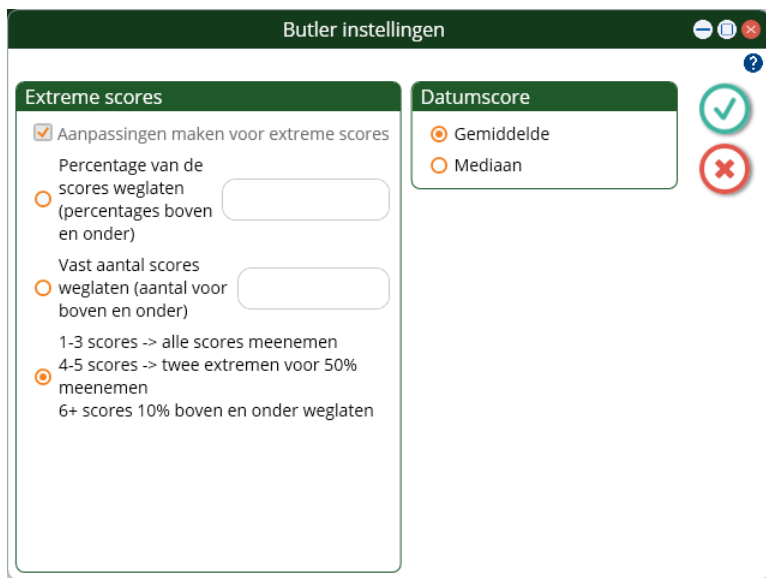 Butler instellingen
?
Extreme scores
Aanpassingen maken voor extreme scores
Percentage van de
scores weglaten
(percentages boven
en onder)
Vast aantal scores
weglaten (aantal voor
boven en onder)
1-3 scores -> alle scores meenemen
4-5 scores -> twee extremen voor 50%
meenemen
6+ scores 10% boven en onder weglaten
Datumscore
Gemiddelde
Mediaan